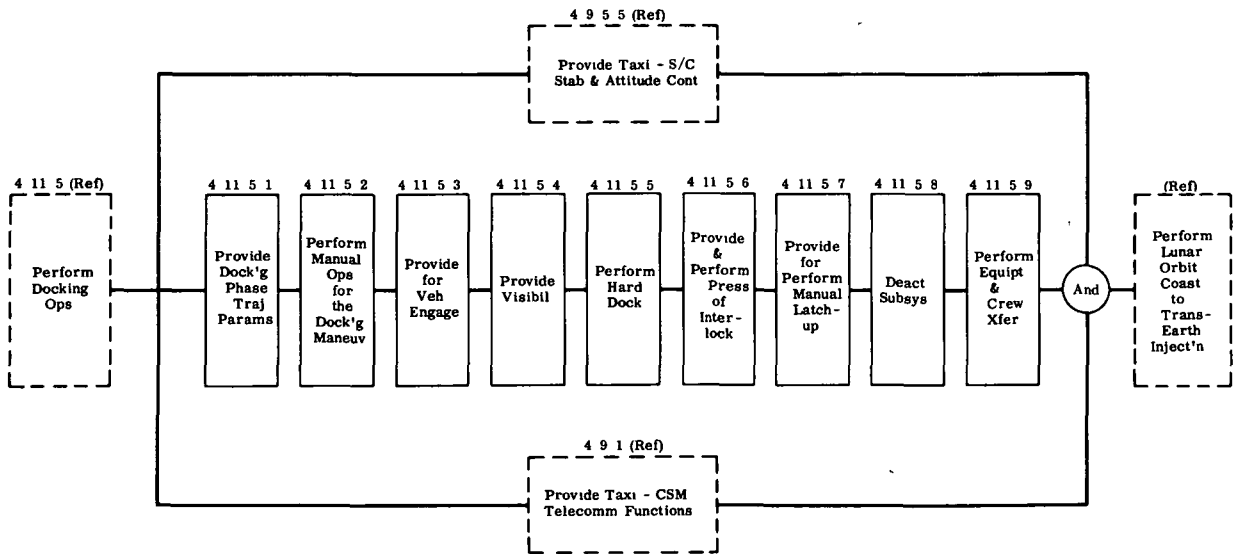 4 9 5 5 (Ref)
Provide Taxi - S/C
Stab & Attitude Cont
4 11 5 (Ref)
Perform
Docking
Ops
4 11 5 1
Provide
Dock'g
Phase
Traj
Params
4 11 5 2
Perform
Manual
Ops
for
the
Dock'g
Maneuv
4 11 5 3
Provide
for
Veh
Engage
4 11 5 4
Provide
Visibil
4 11 5 5
Perform
Hard
Dock
4 11 5 6
Provide
&
Perform
Press
of
Inter-
lock
4 11 5 7
Provide
for
Perform
Manual
Latch-
up
4 11 5 8
Deact
Subsys
4 11 5 9
Perform
Equipt
& Crew
Xfer
And
(Ref)
Perform
Lunar
Orbit
Coast
to
Trans-
Earth
Inject'n
4 9 1 (Ref)
Provide Taxi - CSM
Telecomm Functions